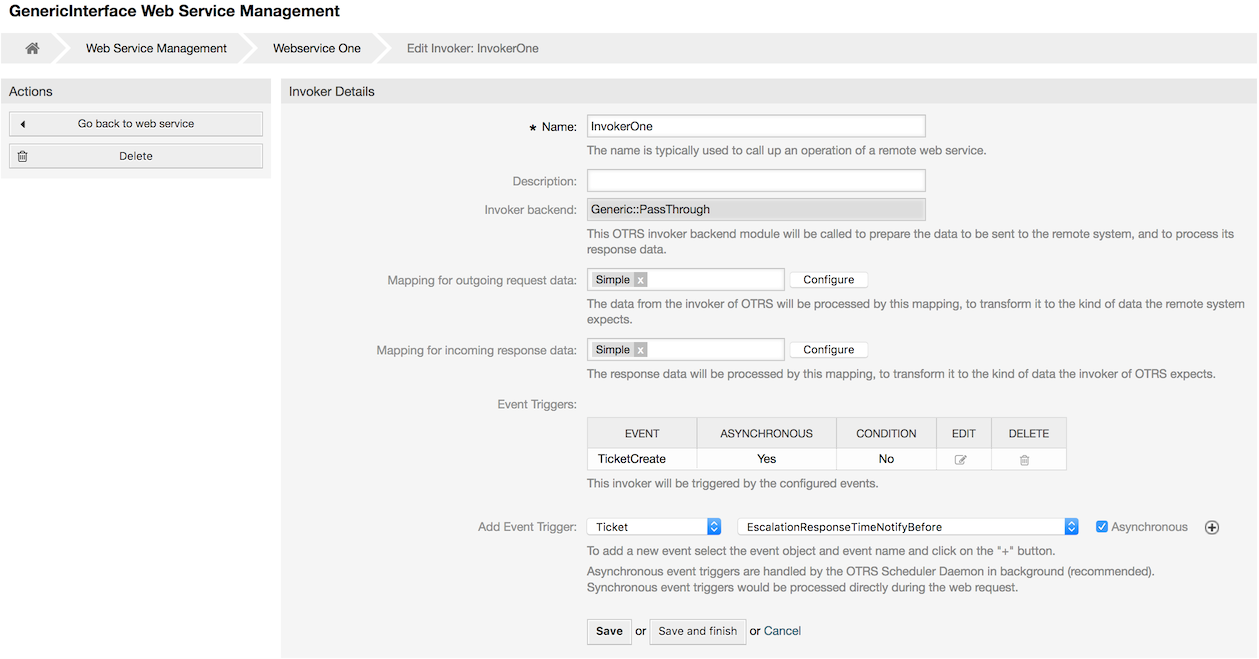 GenericInterface Web Service Management
Web Service Management
Webservice One
Edit Invoker: InvokerOne
Actions
Go back to web service
Delete
Invoker Details
* Name: InvokerOne
The name is typically used to call up an operation of a remote web service.
Description:
Invoker backend: Generic::PassThrough
This OTRS invoker backend module will be called to prepare the data to be sent to the remote system, and to process its
response data.
Mapping for outgoing request data: Simple x Configure
The data from the invoker of OTRS will be processed by this mapping, to transform it to the kind of data the remote system
expects.
Mapping for incoming response data: Simple x Configure
The response data will be processed by this mapping, to transform it to the kind of data the invoker of OTRS expects.
Event Triggers:
EVENT ASYNCHRONOUS CONDITION EDIT DELETE
TicketCreate Yes No
This invoker will be triggered by the configured events.
Add Event Trigger: Ticket EscalationResponseTimeNotifyBefore Asynchronous
To add a new event select the event object and event name and click on the "+" button.
Asynchronous event triggers are handled by the OTRS Scheduler Daemon in background (recommended).
Synchronous event triggers would be processed directly during the web request.
Save or Save and finish or Cancel